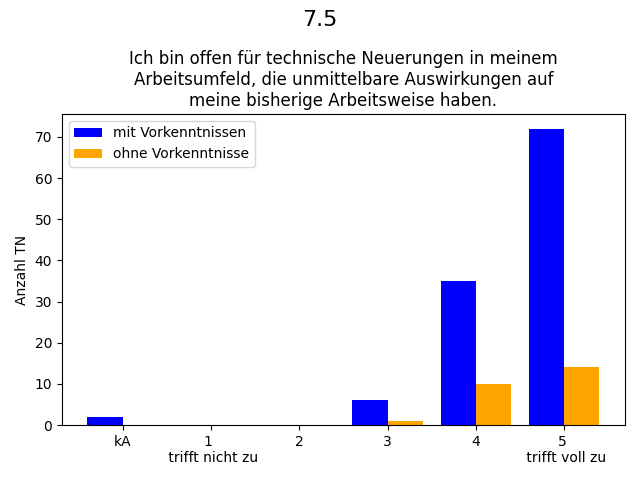 7.5
Ich bin offen für technische Neuerungen in meinem
Arbeitsumfeld, die unmittelbare Auswirkungen auf
meine bisherige Arbeitsweise haben.
mit Vorkenntnissen
ohne Vorkenntnisse
Anzahl TN
70
60
50
40
30
20
10
0
kA 1 2 3 4 5
trifft nicht zu trifft voll zu